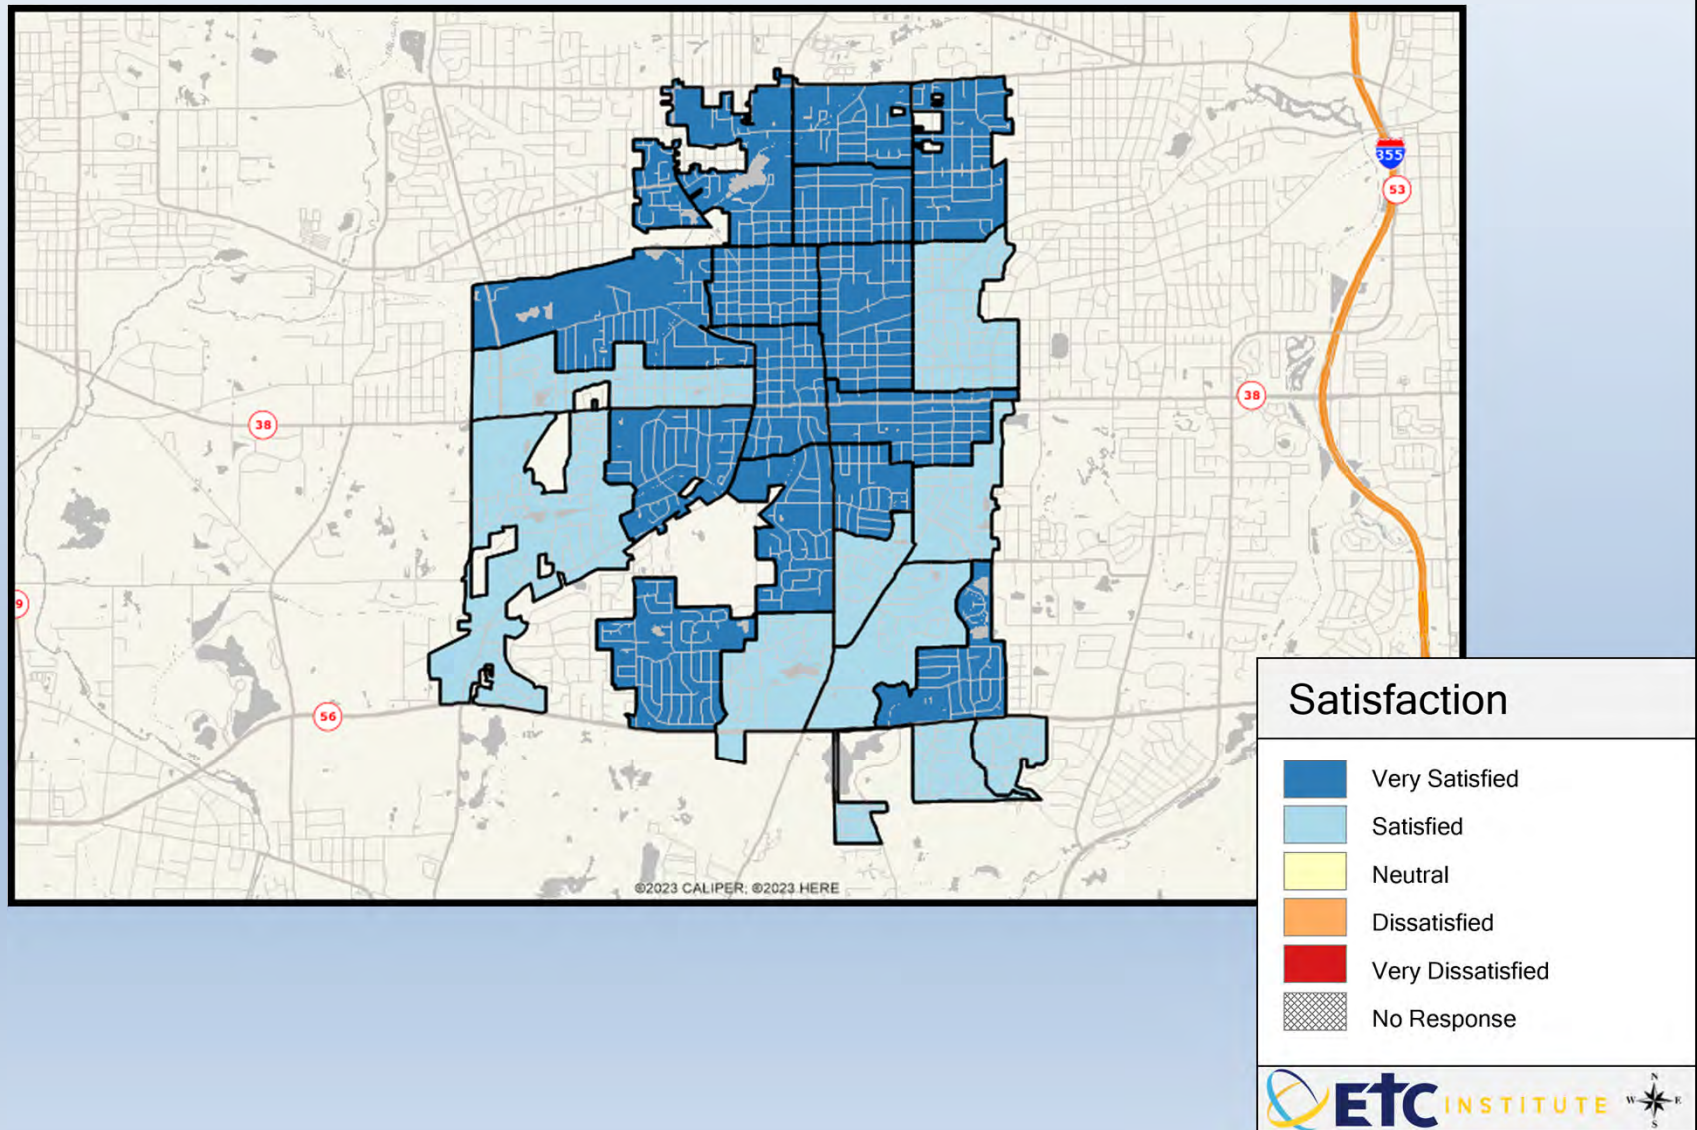 355
53
38
38
9
56
©2023 CALIPER; ©2023 HERE
Satisfaction
Very Satisfied
Satisfied
Neutral
Dissatisfied
Very Dissatisfied
No Response
ETC INSTITUTE
N
W E
S